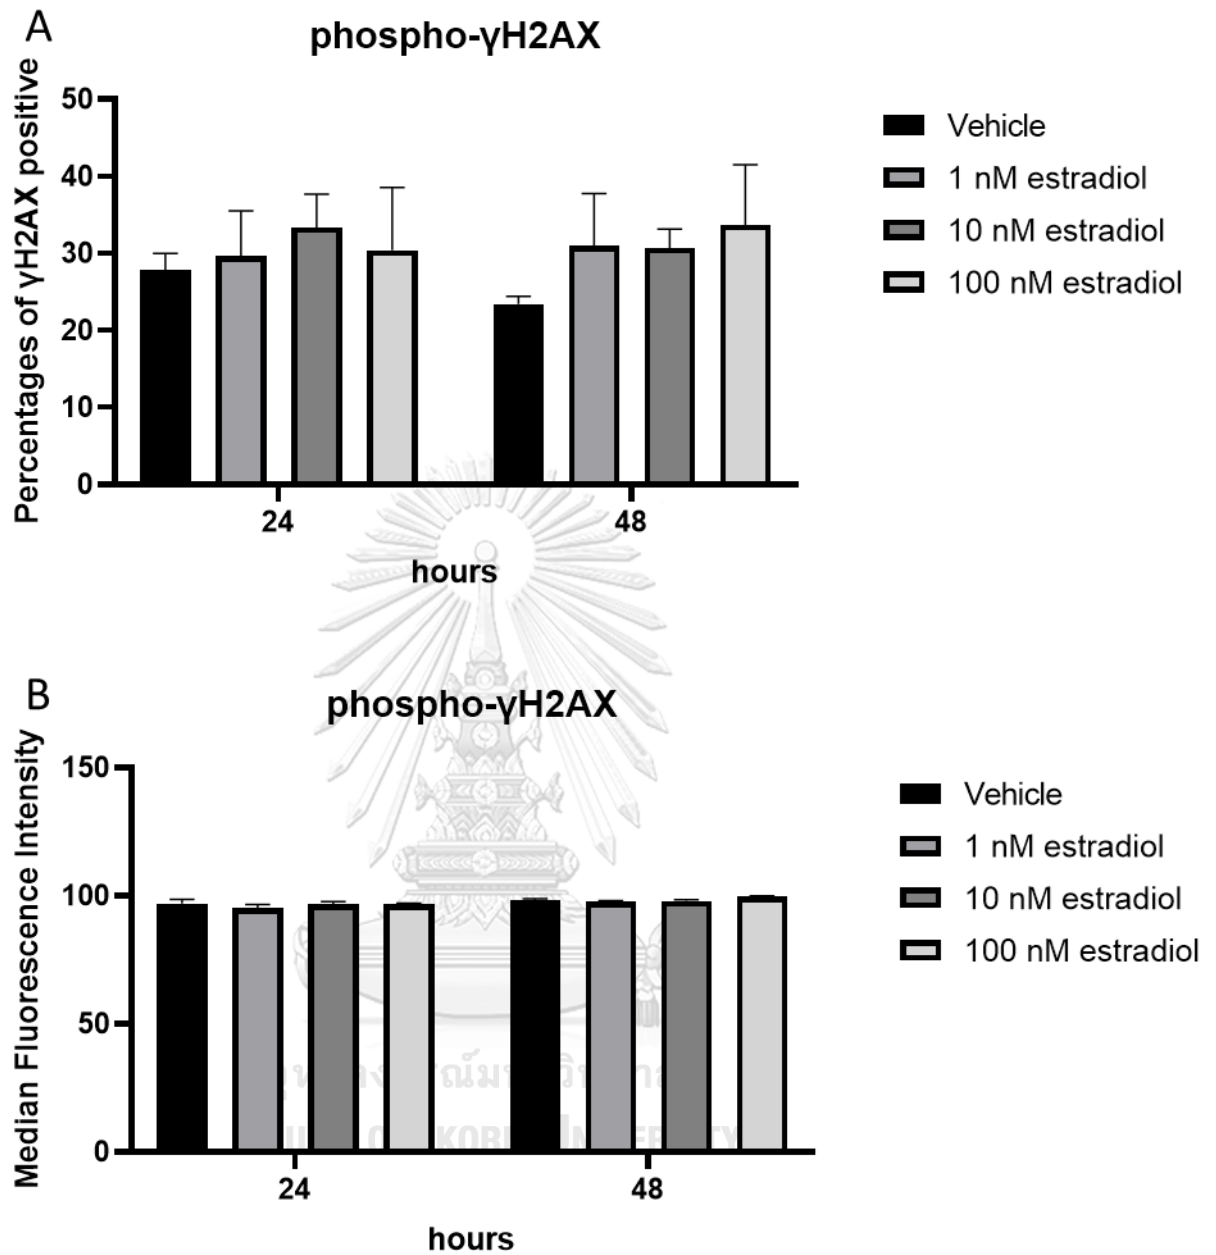 A
phospho-γH2AX
Percentages of γH2AX positive
50
40
30
20
10
0
24
48
hours
Vehicle
1 nM estradiol
10 nM estradiol
100 nM estradiol
B
phospho-γH2AX
Median Fluorescence Intensity
150
100
50
0
24
48
hours
Vehicle
1 nM estradiol
10 nM estradiol
100 nM estradiol